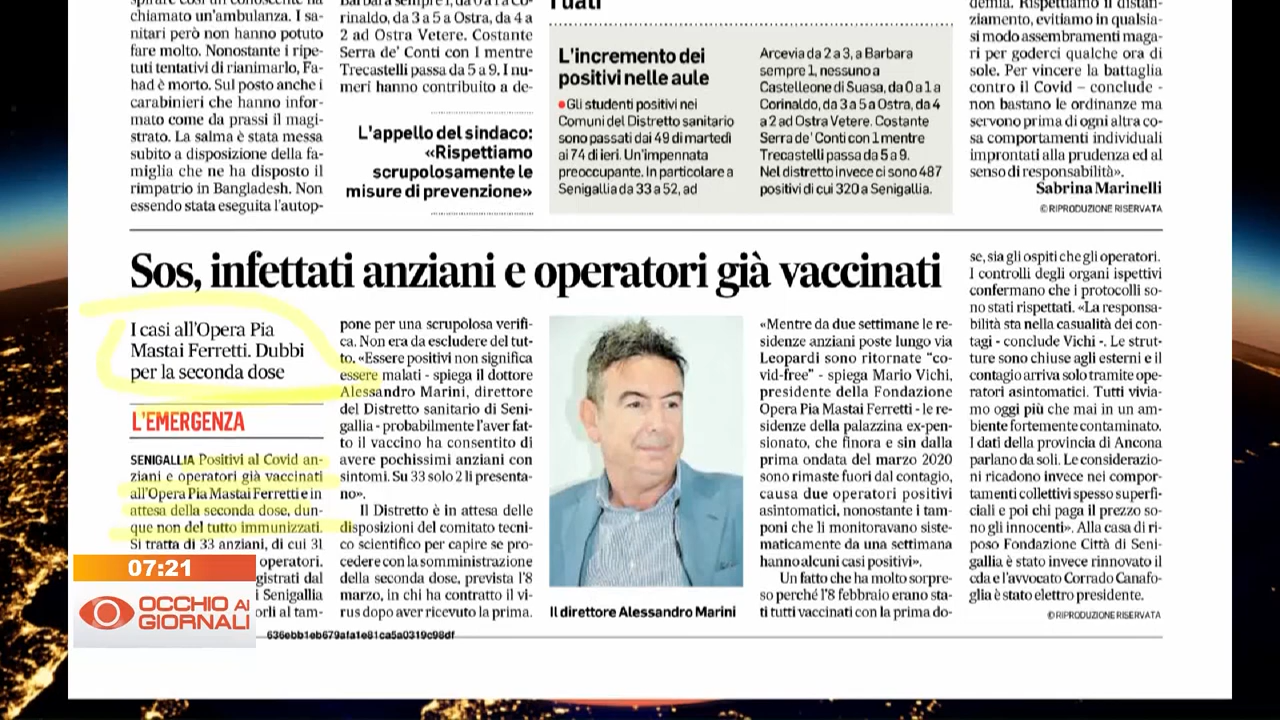 chiamato un'ambulanza. I sa-
nitari però non hanno potuto
fare molto. Nonostante i ripe-
tuti tentativi di rianimarlo, Fa-
had è morto. Sul posto anche i
carabinieri che hanno infor-
mato come da prassi il magi-
strato. La salma è stata messa
subito a disposizione della fa-
miglia che ne ha disposto il
rimpatrio in Bangladesh. Non
essendo stata eseguita l'autop-
rinaldo, da 3 a 5 a Ostra, da 4 a
2 ad Ostra Vetere. Costante
Serra de' Conti con 1 mentre
Trecastelli passa da 5 a 9. I nu-
meri hanno contribuito a de-
L'appello del sindaco:
«Rispettiamo
scrupolosamente le
misure di prevenzione»
L'incremento dei
positivi nelle aule
Gli studenti positivi nei
Comuni del Distretto sanitario
sono passati dai 49 di martedì
ai 74 di ieri. Un'impennata
preoccupante. In particolare a
Senigallia da 33 a 52, ad
Arcevia da 2 a 3, a Barbara
sempre 1, nessuno a
Castelleone di Suasa, da 0 a 1 a
Corinaldo, da 3 a 5 a Ostra, da 4
a 2 ad Ostra Vetere. Costante
Serra de' Conti con 1 mentre
Trecastelli passa da 5 a 9.
Nel distretto invece ci sono 487
positivi di cui 320 a Senigallia.
demia. Rispettiamo il distan-
ziamento, evitiamo in qualsia-
si modo assembramenti maga-
ri per goderci qualche ora di
sole. Per vincere la battaglia
contro il Covid – conclude -
non bastano le ordinanze ma
servono prima di ogni altra co-
sa comportamenti individuali
improntati alla prudenza ed al
senso di responsabilità».
Sabrina Marinelli
© RIPRODUZIONE RISERVATA
Sos, infettati anziani e operatori già vaccinati
I casi all'Opera Pia
Mastai Ferretti. Dubbi
per la seconda dose
L'EMERGENZA
SENIGALLIA Positivi al Covid an-
ziani e operatori già vaccinati
all'Opera Pia Mastai Ferretti e in
attesa della seconda dose, dun-
que non del tutto immunizzati.
Si tratta di 33 anziani, di cui 31
operatori.
gistrati dal
i Senigallia
orli al tam-
pone per una scrupolosa verifi-
ca. Non era da escludere del tut-
to. «Essere positivi non significa
essere malati - spiega il dottore
Alessandro Marini, direttore
del Distretto sanitario di Seni-
gallia - probabilmente l'aver fat-
to il vaccino ha consentito di
avere pochissimi anziani con
sintomi. Su 33 solo 2 li presenta-
no».
Il Distretto è in attesa delle
disposizioni del comitato tecni-
co scientifico per capire se pro-
cedere con la somministrazione
della seconda dose, prevista l'8
marzo, in chi ha contratto il vi-
rus dopo aver ricevuto la prima.
Il direttore Alessandro Marini
«Mentre da due settimane le re-
sidenze anziani poste lungo via
Leopardi sono ritornate "co-
vid-free" - spiega Mario Vichi,
presidente della Fondazione
Opera Pia Mastai Ferretti - le re-
sidenze della palazzina ex-pen-
sionato, che finora e sin dalla
prima ondata del marzo 2020
sono rimaste fuori dal contagio,
causa due operatori positivi
asintomatici, nonostante i tam-
poni che li monitoravano siste-
maticamente da una settimana
hanno alcuni casi positivi».
Un fatto che ha molto sorpre-
so perché l'8 febbraio erano sta-
ti tutti vaccinati con la prima do-
se, sia gli ospiti che gli operatori.
I controlli degli organi ispettivi
confermano che i protocolli so-
no stati rispettati. «La responsa-
bilità sta nella casualità dei con-
tagi - conclude Vichi -. Le strut-
ture sono chiuse agli esterni e il
contagio arriva solo tramite ope-
ratori asintomatici. Tutti vivia-
mo oggi più che mai in un am-
biente fortemente contaminato.
I dati della provincia di Ancona
parlano da soli. Le considerazio-
ni ricadono invece nei compor-
tamenti collettivi spesso superfi-
ciali e poi chi paga il prezzo so-
no gli innocenti». Alla casa di ri-
poso Fondazione Città di Seni-
gallia è stato invece rinnovato il
cda e l'avvocato Corrado Canafo-
glia è stato elettro presidente.
© RIPRODUZIONE RISERVATA
07:21
OCCHIO AI
GIORNALI
636ebb1eb679afa1e81ca5a0319c98df